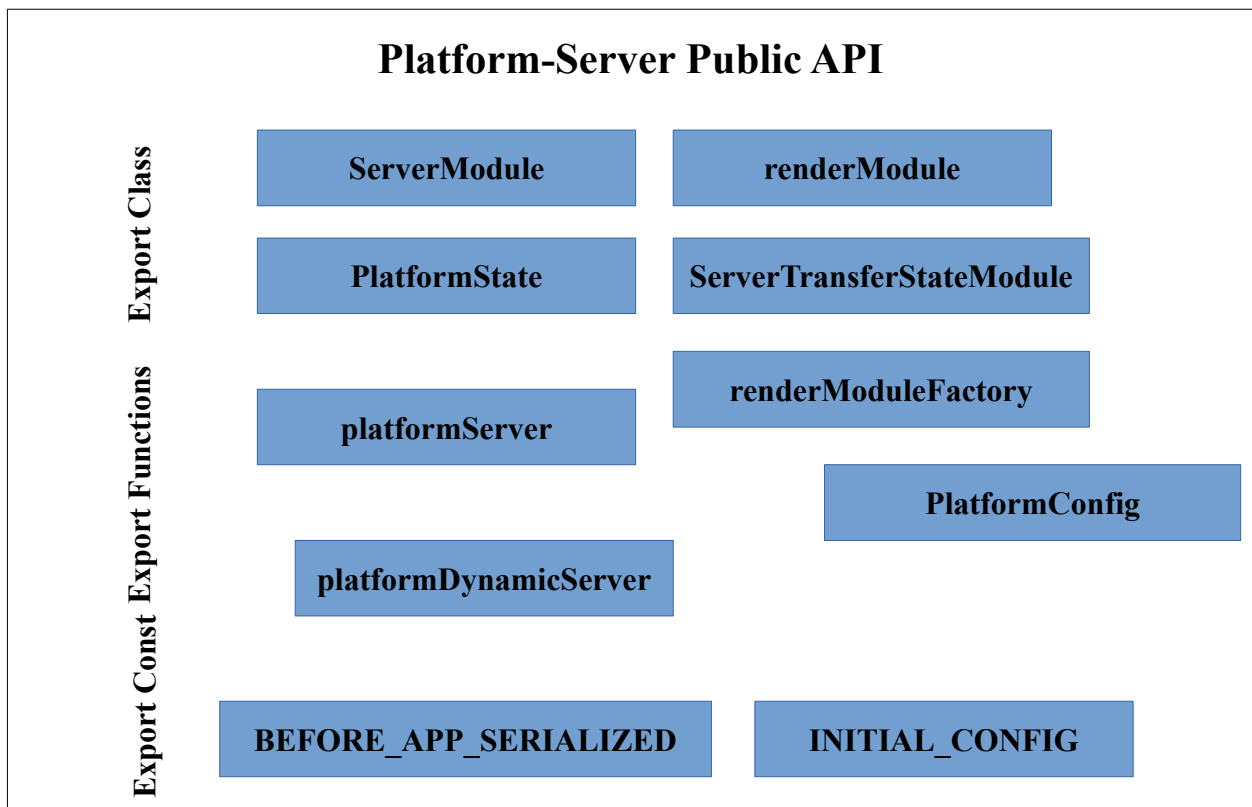 Platform-Server Public API
Export Class
ServerModule
renderModule
PlatformState
ServerTransferStateModule
Export Functions
renderModuleFactory
platformServer
PlatformConfig
platformDynamicServer
Export Const
BEFORE_APP_SERIALIZED
INITIAL_CONFIG